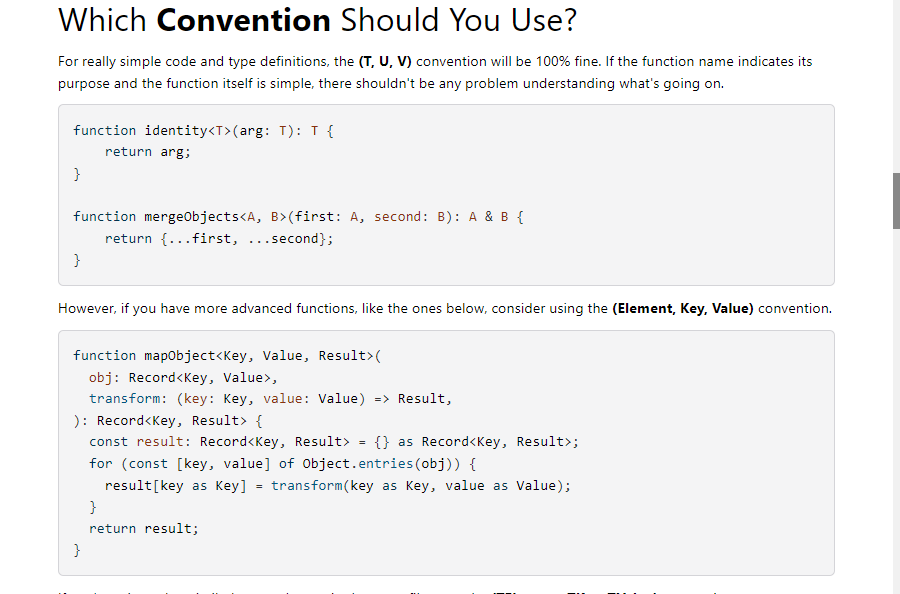 Which Convention Should You Use?
For really simple code and type definitions, the (T, U, V) convention will be 100% fine. If the function name indicates its
purpose and the function itself is simple, there shouldn't be any problem understanding what's going on.
function identity<T>(arg: T): T {
    return arg;
}

function mergeObjects<A, B>(first: A, second: B): A & B {
    return {...first, ...second};
}
However, if you have more advanced functions, like the ones below, consider using the (Element, Key, Value) convention.
function mapObject<Key, Value, Result>(
  obj: Record<Key, Value>,
  transform: (key: Key, value: Value) => Result,
): Record<Key, Result> {
  const result: Record<Key, Result> = {} as Record<Key, Result>;
  for (const [key, value] of Object.entries(obj)) {
    result[key as Key] = transform(key as Key, value as Value);
  }
  return result;
}